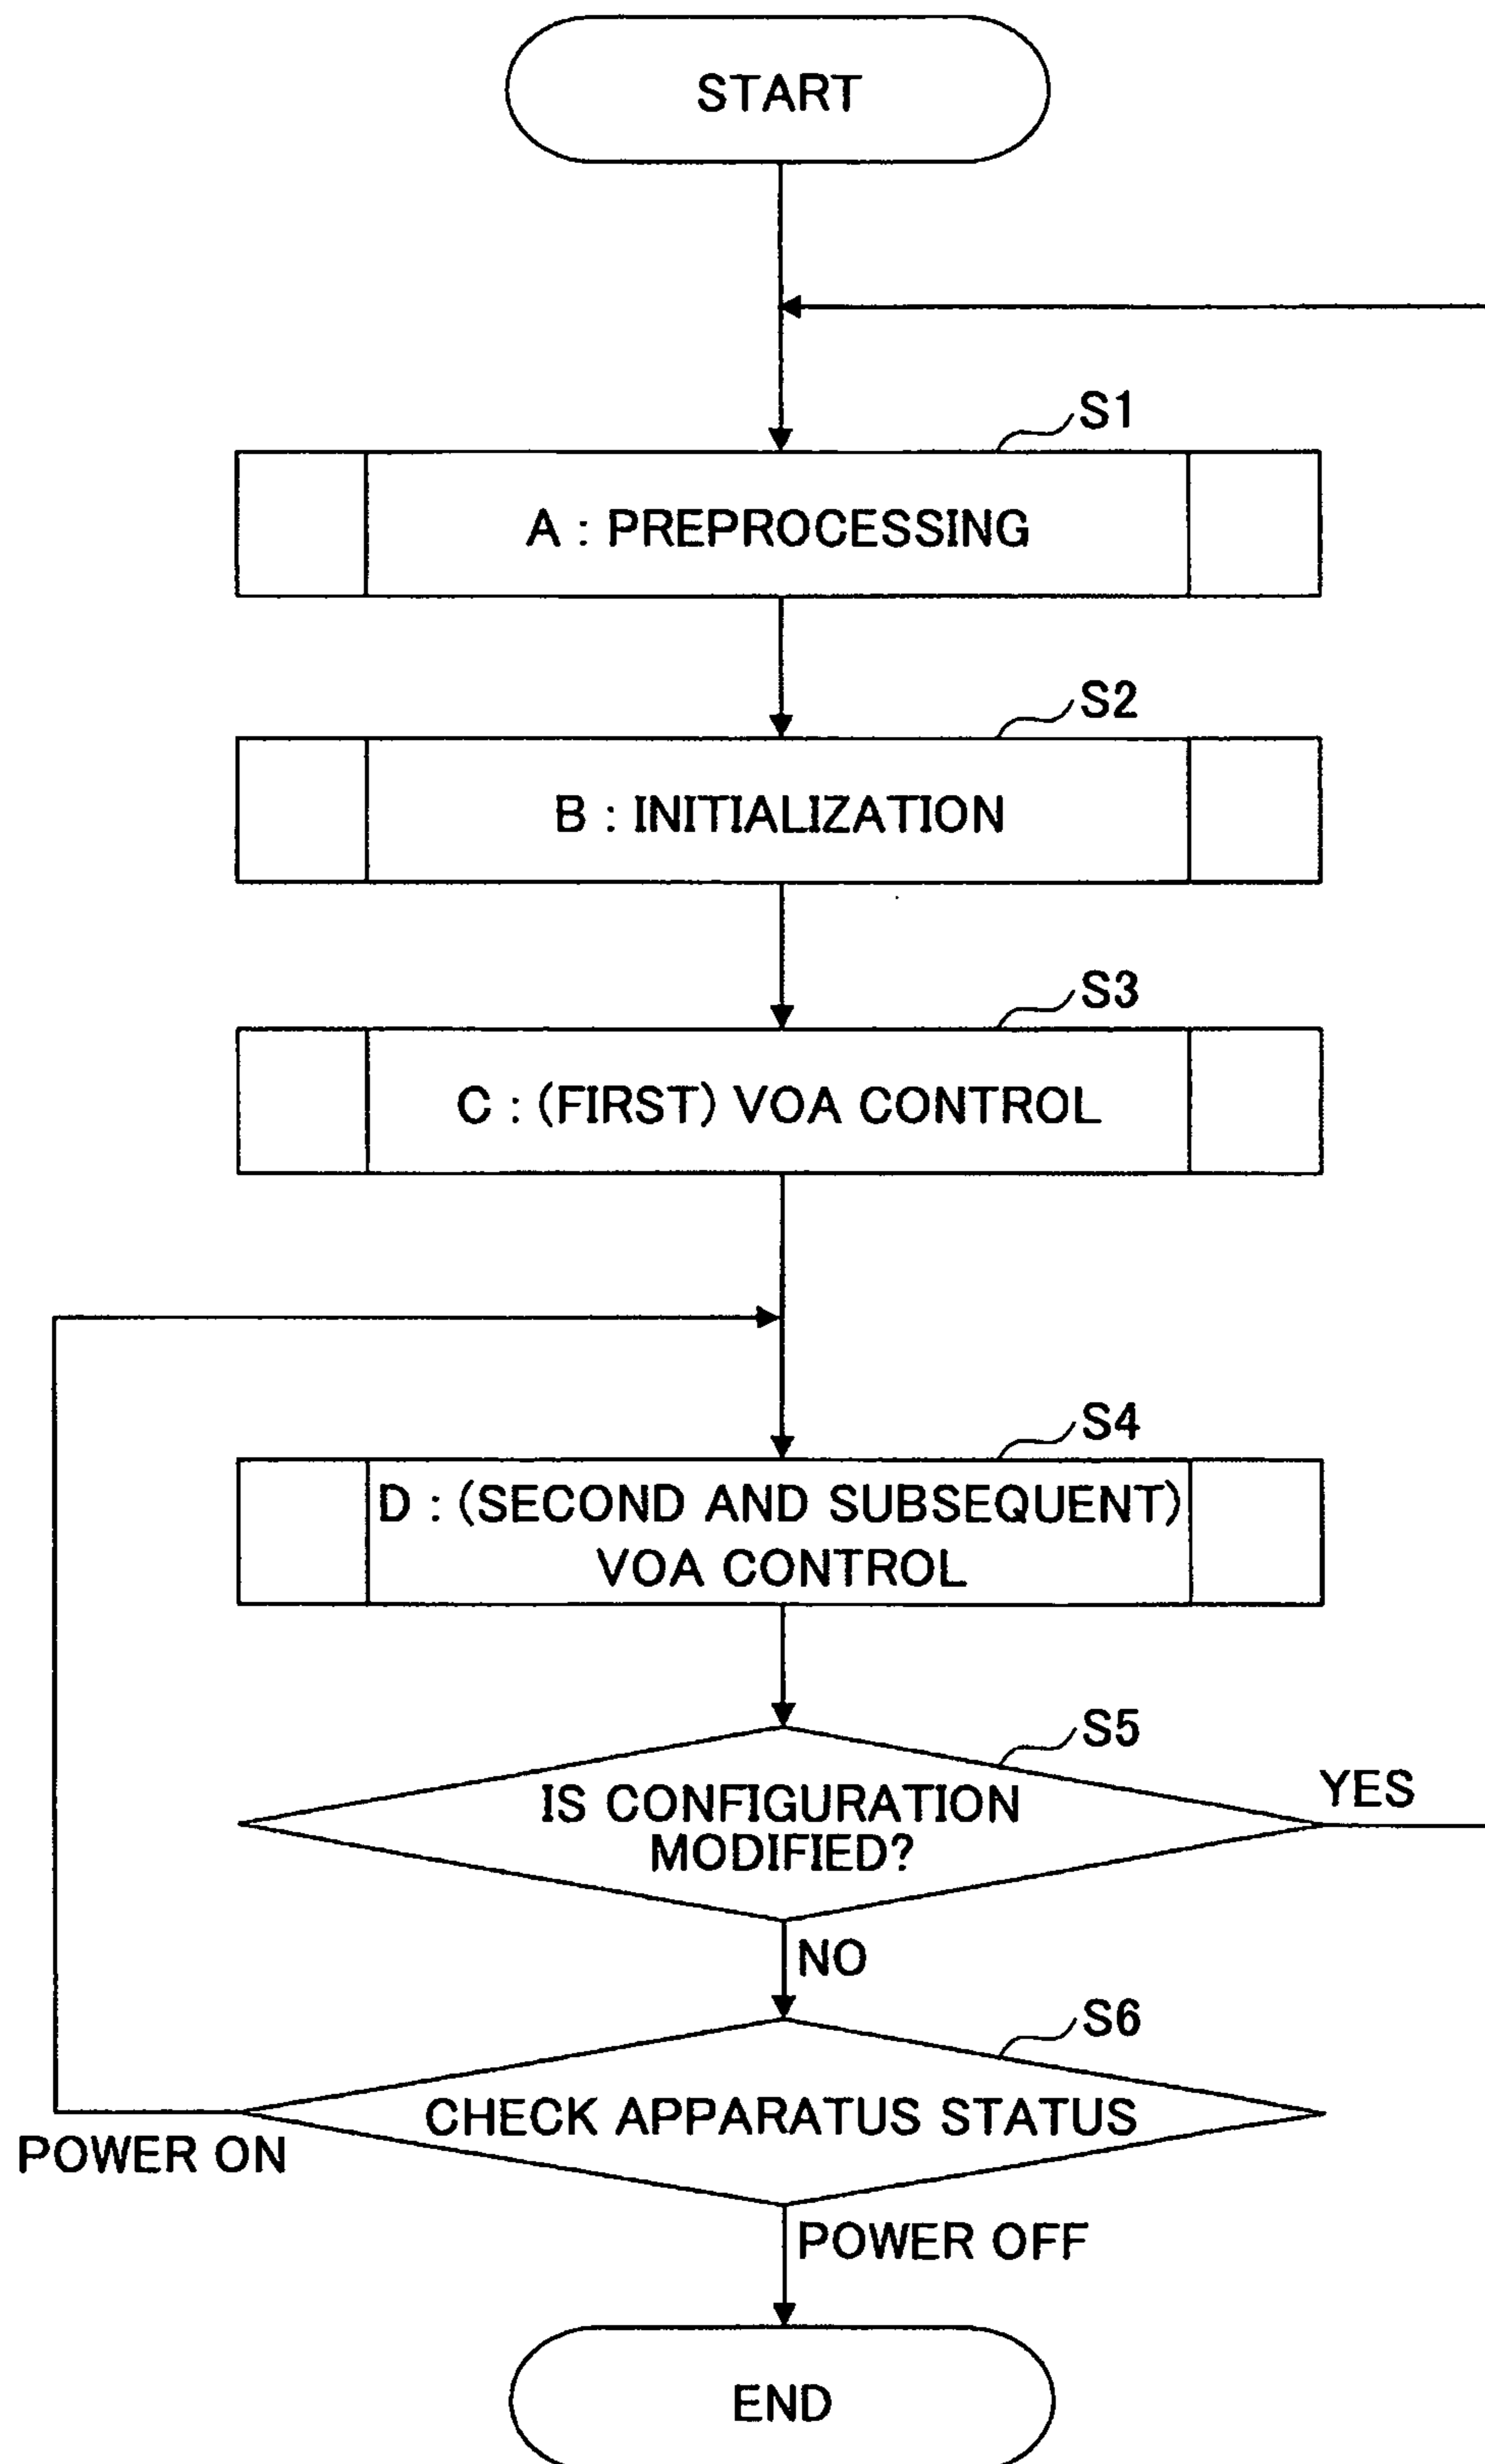 START
S1
A : PREPROCESSING
S2
B : INITIALIZATION
S3
C : (FIRST) VOA CONTROL
S4
D : (SECOND AND SUBSEQUENT)
VOA CONTROL
S5
IS CONFIGURATION
MODIFIED?
YES
NO
S6
CHECK APPARATUS STATUS
POWER ON
POWER OFF
END